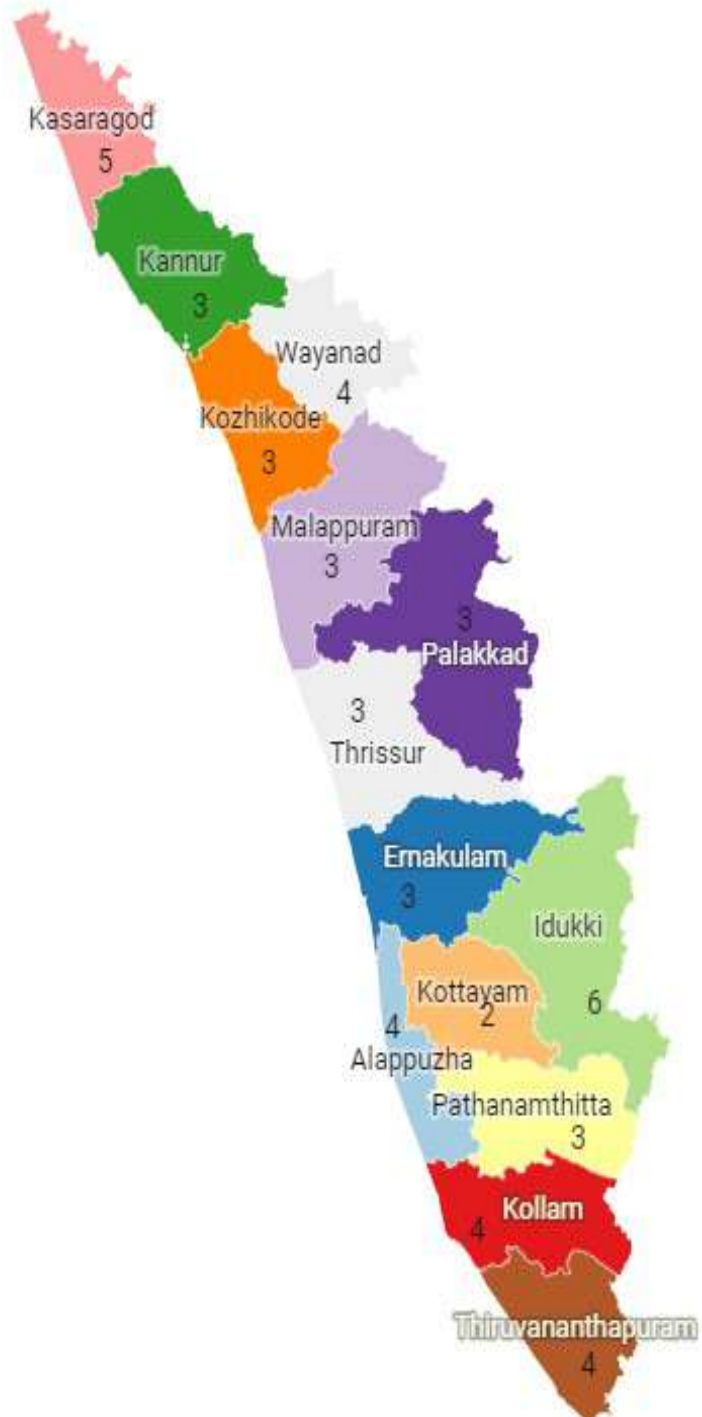 Kasaragod
5
Kannur
3
Wayanad
4
Kozhikode
3
Malappuram
3
3
Palakkad
3
Thrissur
Ernakulam
3
Idukki
6
Kottayam
2
4
Alappuzha
Pathanamthitta
3
Kollam
4
Thiruvananthapuram
4